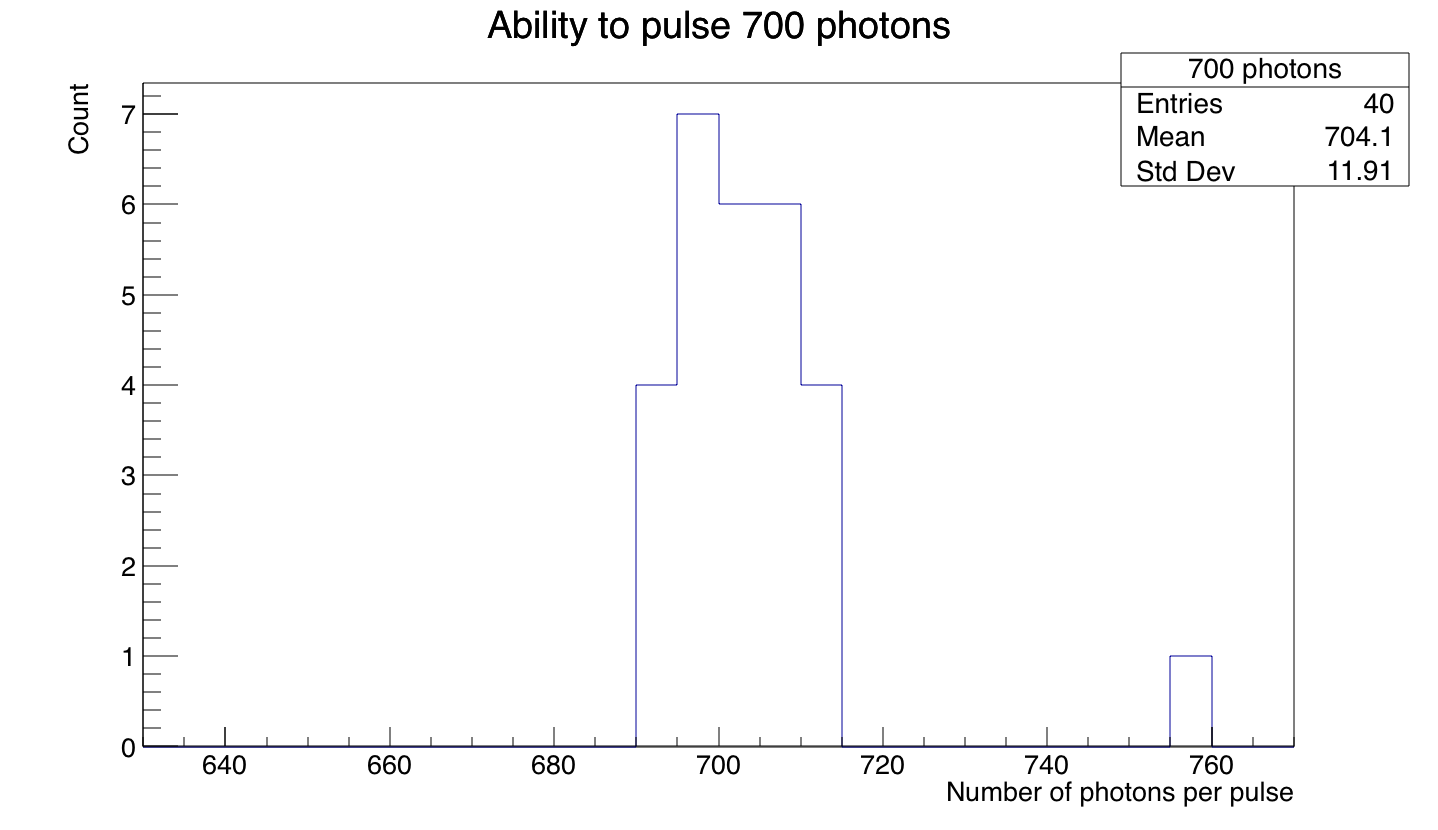 Ability to pulse 700 photons
700 photons
Entries 40
Mean 704.1
Std Dev 11.91
Count
7
6
5
4
3
2
1
0
640 660 680 700 720 740 760
Number of photons per pulse